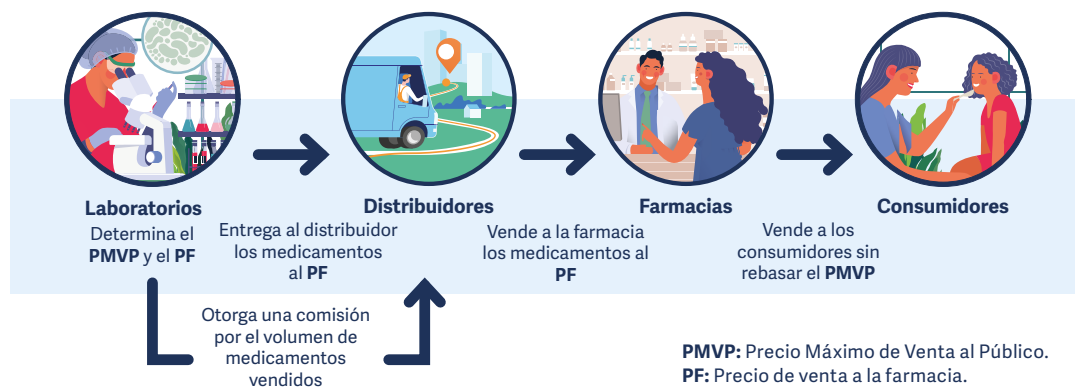 Laboratorios
Determina el
PMVP y el PF
Entrega al distribuidor
los medicamentos
al PF
Distribuidores
Vende a la farmacia
los medicamentos al
PF
Farmacias
Vende a los
consumidores sin
rebasar el PMVP
Consumidores
Otorga una comisión
por el volumen de
medicamentos
vendidos
PMVP: Precio Máximo de Venta al Público.
PF: Precio de venta a la farmacia.